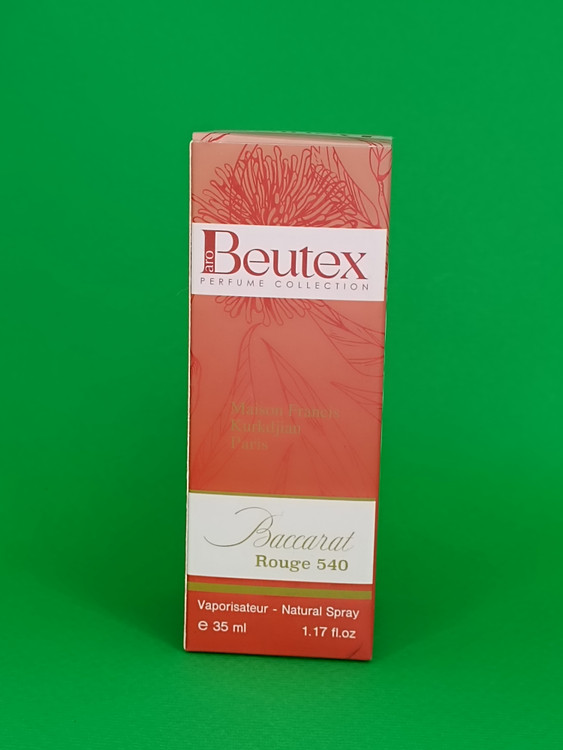 aro
Beutex
PERFUME COLLECTION
Maison Francis
Kurkdjian
Paris
Baccarat
Rouge 540
Vaporisateur - Natural Spray
e 35 ml 1.17 fl.oz